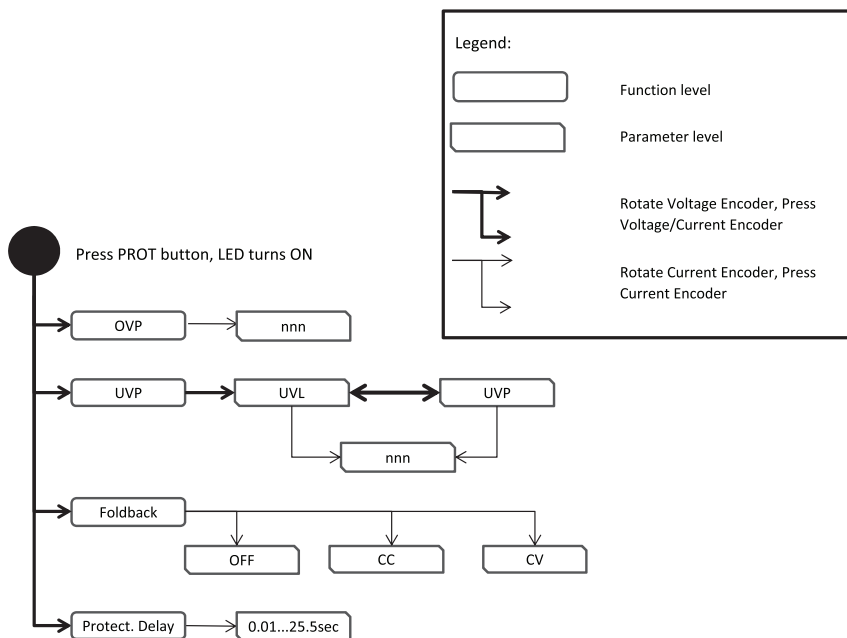 Legend:
Function level
Parameter level
Rotate Voltage Encoder, Press
Voltage/Current Encoder
Rotate Current Encoder, Press
Current Encoder
Press PROT button, LED turns ON
OVP
nnn
UVP
UVL
UVP
nnn
Foldback
OFF
CC
CV
Protect. Delay
0.01...25.5sec